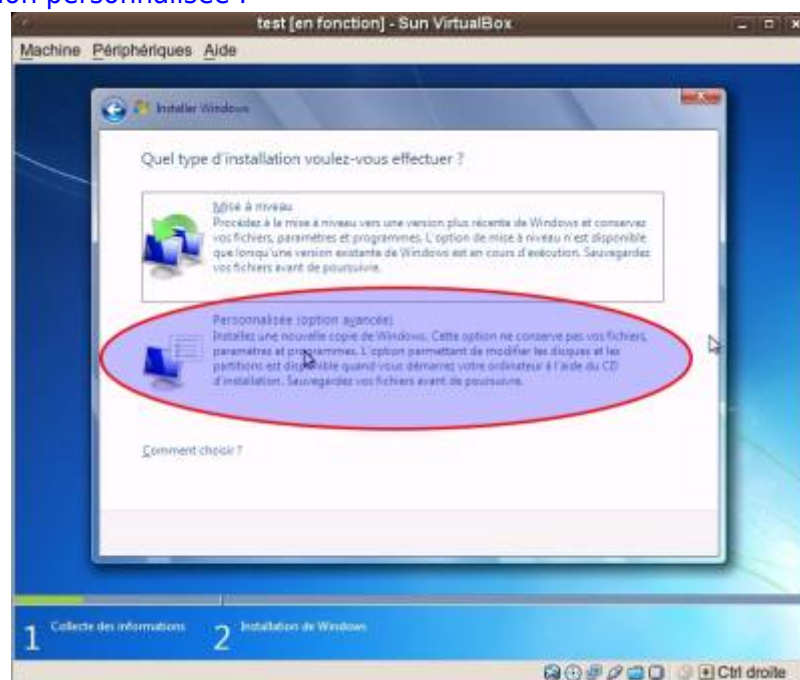 on personnalisée :
test [en fonction] - Sun VirtualBox
Machine Périphériques Aide
Installer Windows
Quel type d'installation voulez-vous effectuer ?
Mise à niveau
Procédez à la mise à niveau vers une version plus récente de Windows et conservez
vos fichiers, paramètres et programmes. L'option de mise à niveau n'est disponible
que lorsqu'une version existante de Windows est en cours d'exécution. Sauvegardez
vos fichiers avant de poursuivre.
Personnalisée (option avancée)
Installez une nouvelle copie de Windows. Cette option ne conserve pas vos fichiers,
paramètres et programmes. L'option permettant de modifier les disques et les
partitions est disponible quand vous démarrez votre ordinateur à l'aide du CD
d'installation. Sauvegardez vos fichiers avant de poursuivre.
Comment choisir ?
1 Collecte des informations 2 Installation de Windows
Ctrl droite